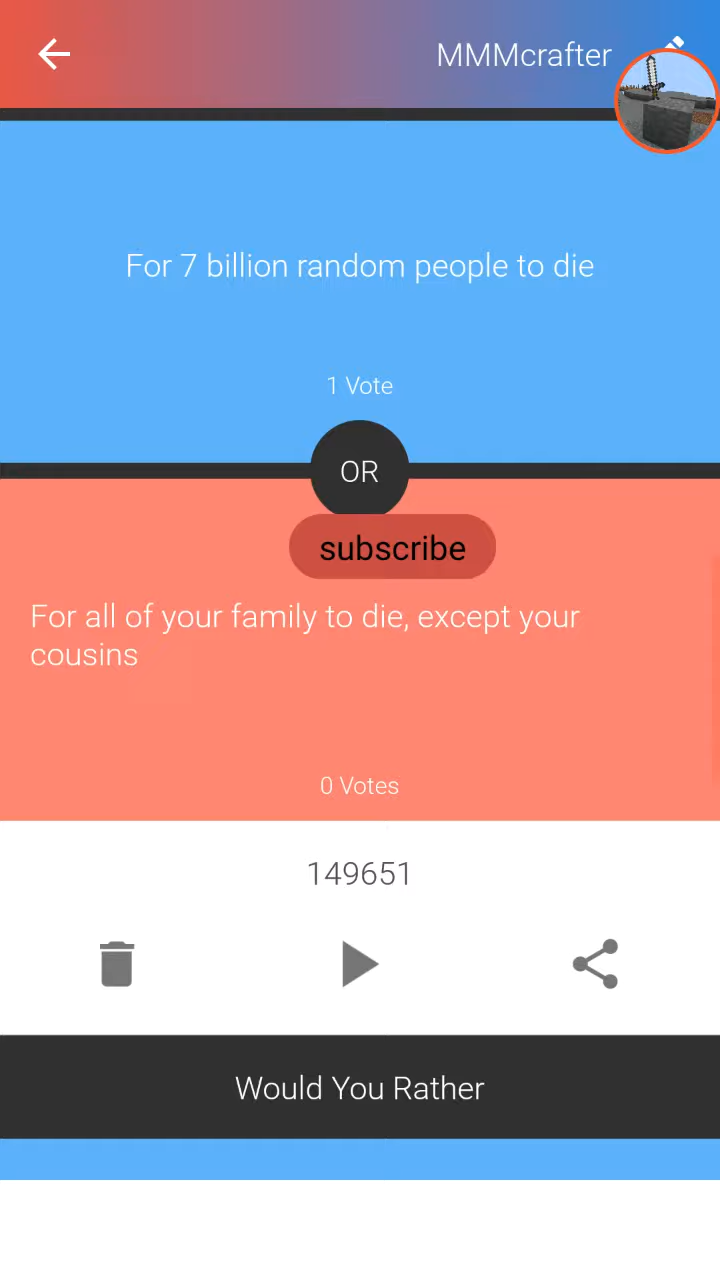 MMMcrafter
For 7 billion random people to die
1 Vote
OR
subscribe
For all of your family to die, except your
cousins
0 Votes
149651
Would You Rather